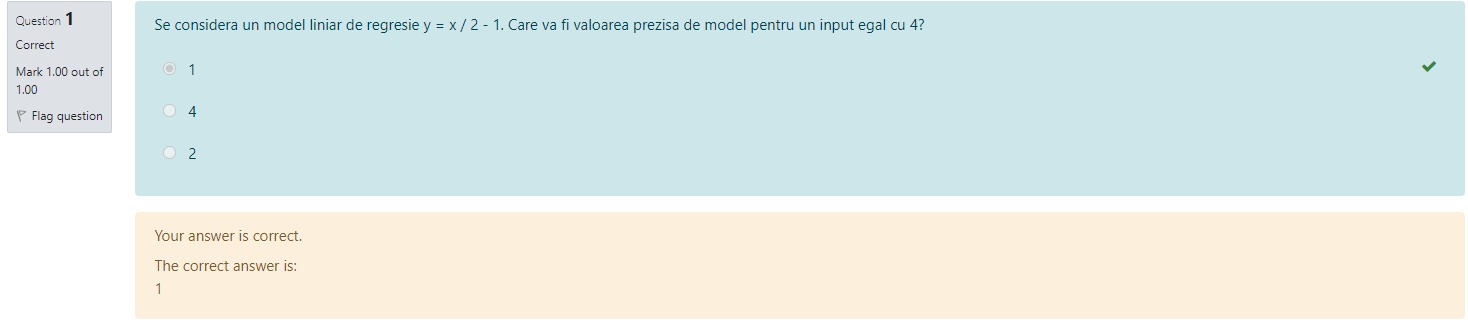 Question 1
Correct
Mark 1.00 out of
1.00
Flag question
Se considera un model liniar de regresie y = x / 2 - 1. Care va fi valoarea prezisa de model pentru un input egal cu 4?
1
4
2
Your answer is correct.
The correct answer is:
1